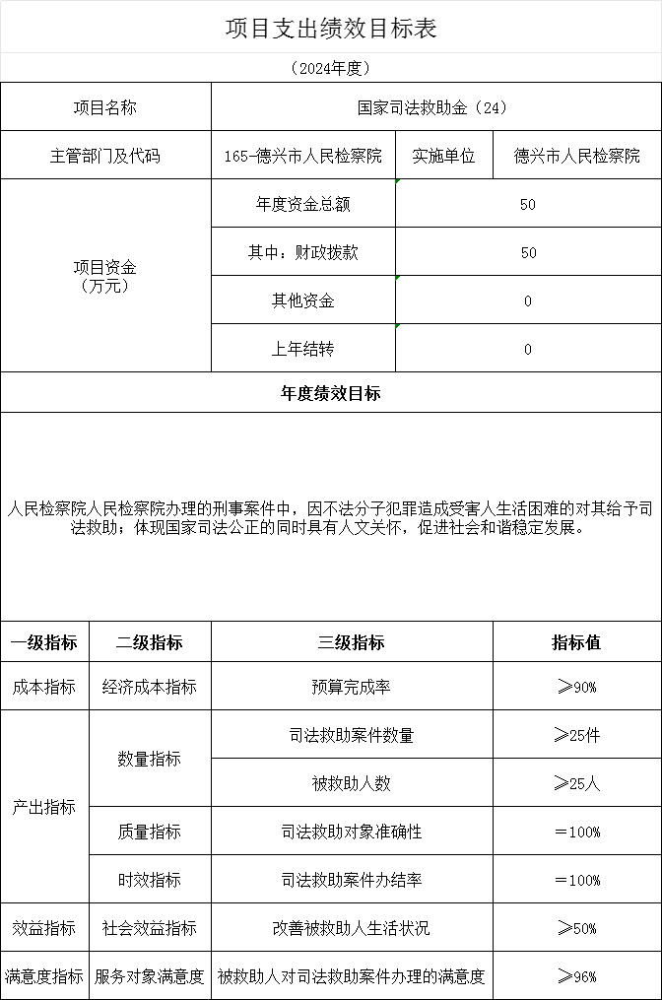 项目支出绩效目标表
（2024年度）
项目名称 国家司法救助金（24）
主管部门及代码 165-德兴市人民检察院 实施单位 德兴市人民检察院
项目资金
（万元）
年度资金总额 50
其中：财政拨款 50
其他资金 0
上年结转 0
年度绩效目标
人民检察院人民检察院办理的刑事案件中，因不法分子犯罪造成受害人生活困难的对其给予司
法救助；体现国家司法公正的同时具有人文关怀，促进社会和谐稳定发展。
一级指标 二级指标 三级指标 指标值
成本指标 经济成本指标 预算完成率 ≥90%
产出指标 数量指标 司法救助案件数量 ≥25件
被救助人数 ≥25人
质量指标 司法救助对象准确性 ＝100%
时效指标 司法救助案件办结率 ＝100%
效益指标 社会效益指标 改善被救助人生活状况 ≥50%
满意度指标 服务对象满意度 被救助人对司法救助案件办理的满意度 ≥96%